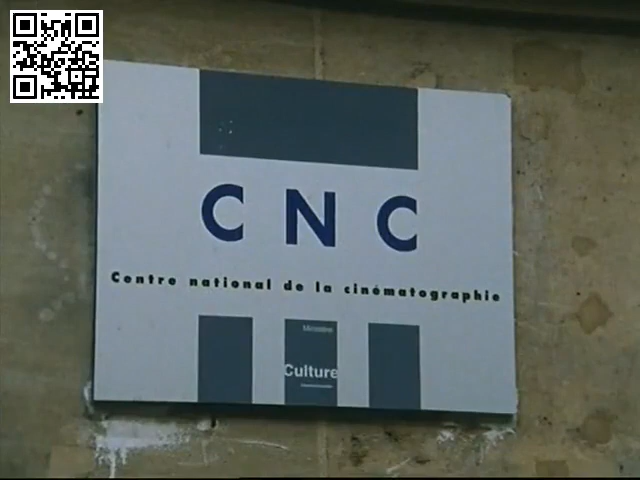 CNC
Centre national de la cinématographie
Ministère
Culture